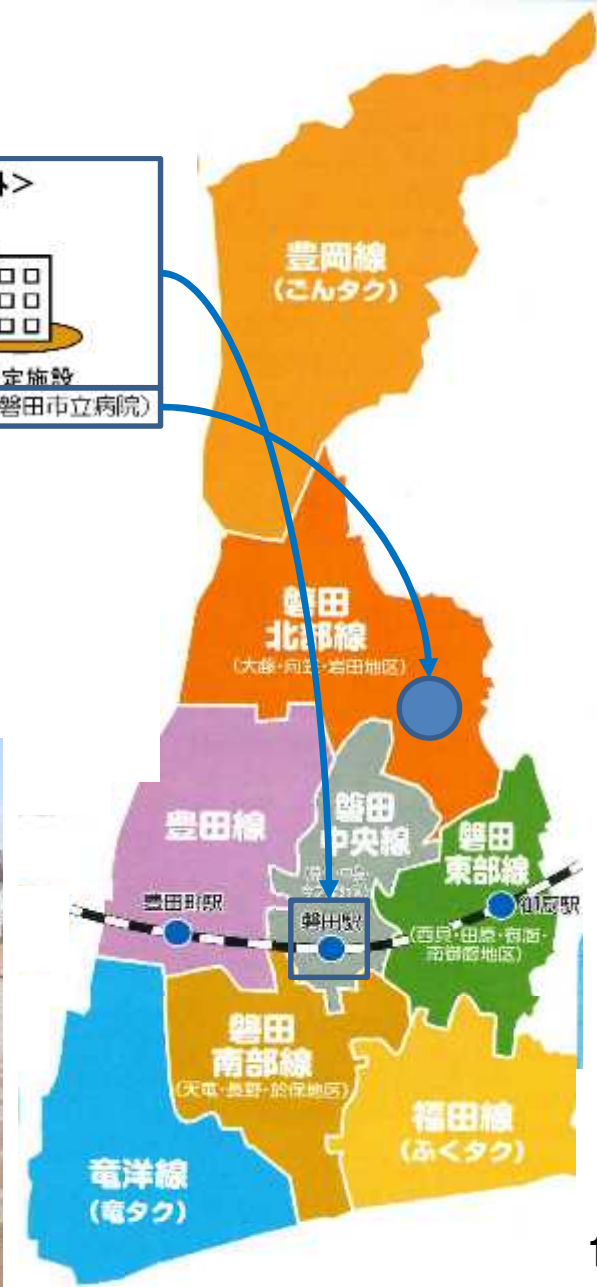 定施設
磐田市立病院)
豊岡線
(ごんタク)
磐田
北部線
(大藤・向笠・岩田地区)
豊田線
磐田
中央線
磐田
東部線
(西貝・田原・御厨・
南御厨地区)
豊田町駅
磐田駅
御厨駅
磐田
南部線
(天竜・長野・於保地区)
福田線
(ふくタク)
竜洋線
(竜タク)
1